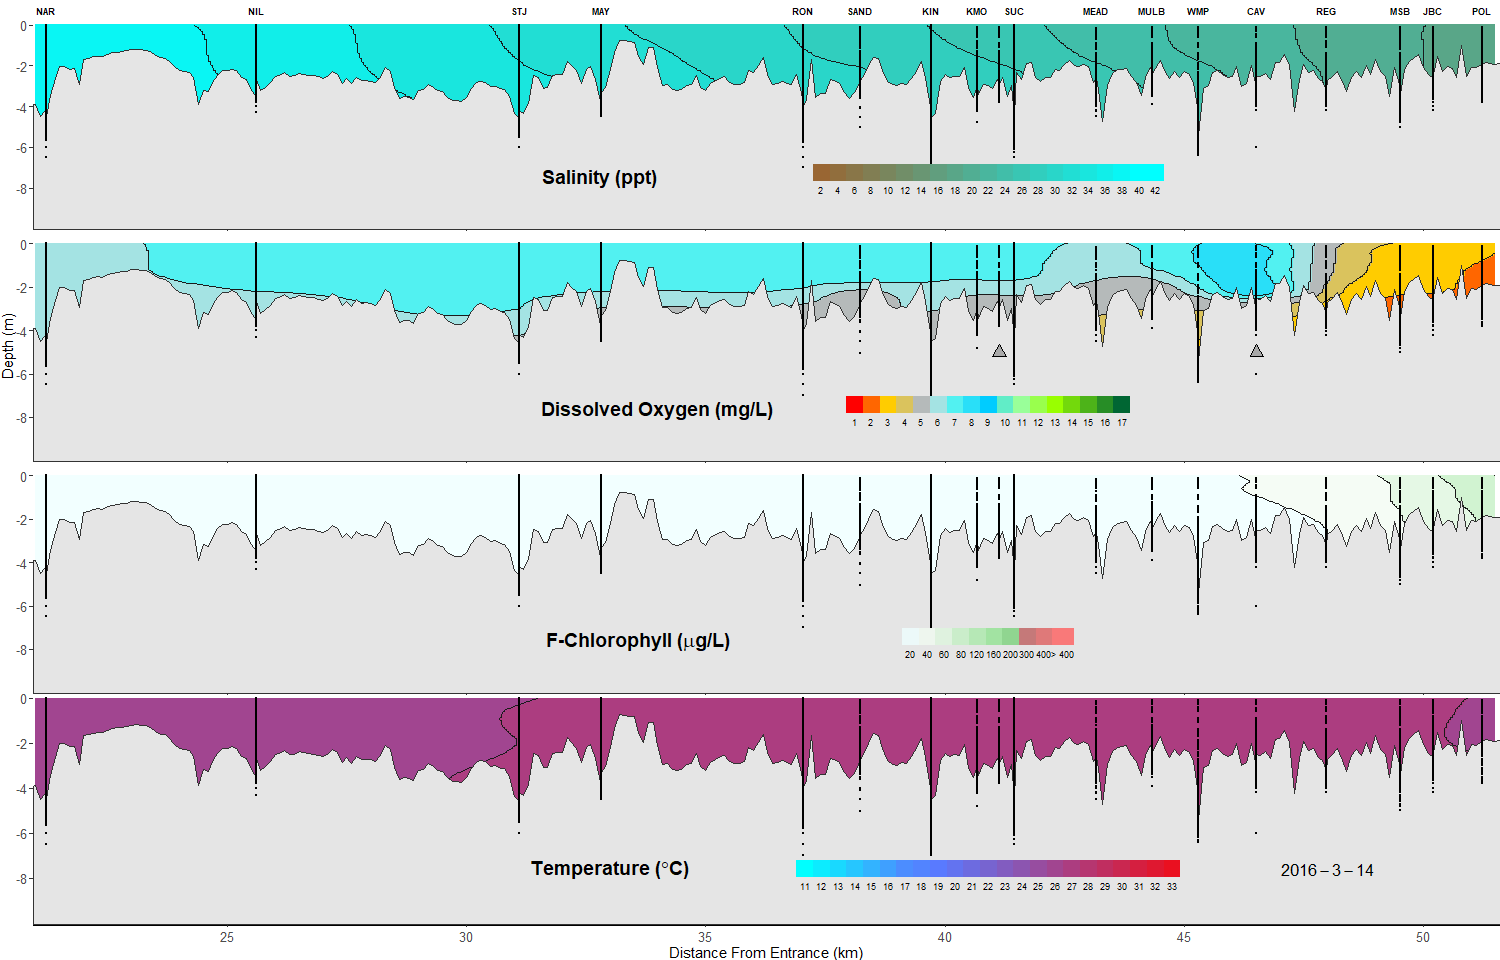 NAR NIL STJ MAY RON SAND KIN KMO SUC MEAD MULB WMP CAV REG MSB JBC POL
0
-2
-4
-6
-8
Salinity (ppt)
2 4 6 8 10 12 14 16 18 20 22 24 26 28 30 32 34 36 38 40 42
0
-2
-4
-6
-8
Depth (m)
Dissolved Oxygen (mg/L)
1 2 3 4 5 6 7 8 9 10 11 12 13 14 15 16 17
0
-2
-4
-6
-8
F-Chlorophyll (μg/L)
20 40 60 80 120 160 200 300 400> 400
0
-2
-4
-6
-8
Temperature (°C)
11 12 13 14 15 16 17 18 19 20 21 22 23 24 25 26 27 28 29 30 31 32 33
2016 – 3 – 14
25 30 35 40 45 50
Distance From Entrance (km)